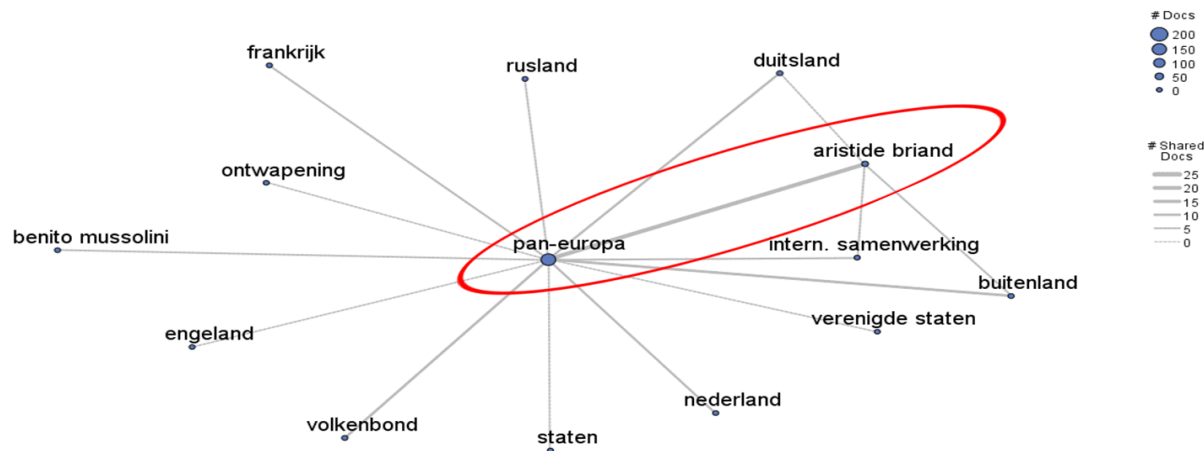 frankrijk
rusland
duitsland
aristide briand
ontwapening
benito mussolini
pan-europa
intern. samenwerking
buitenland
verenigde staten
engeland
nederland
volkenbond
staten
# Docs
200
150
100
50
0
# Shared
Docs
25
20
15
10
5
0